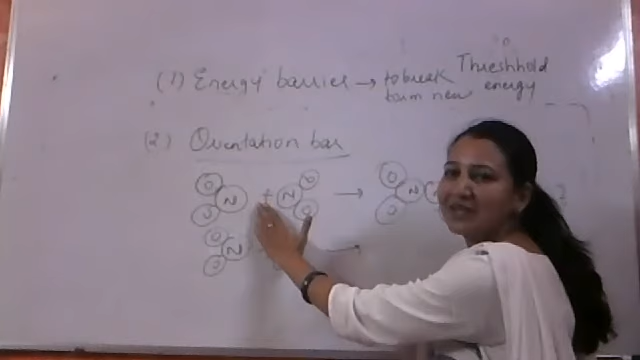 (1) Energy barrier → to break Threshhold
form new energy
(2) Orientation bar
O N + N O → O N
O O O
O N →
O